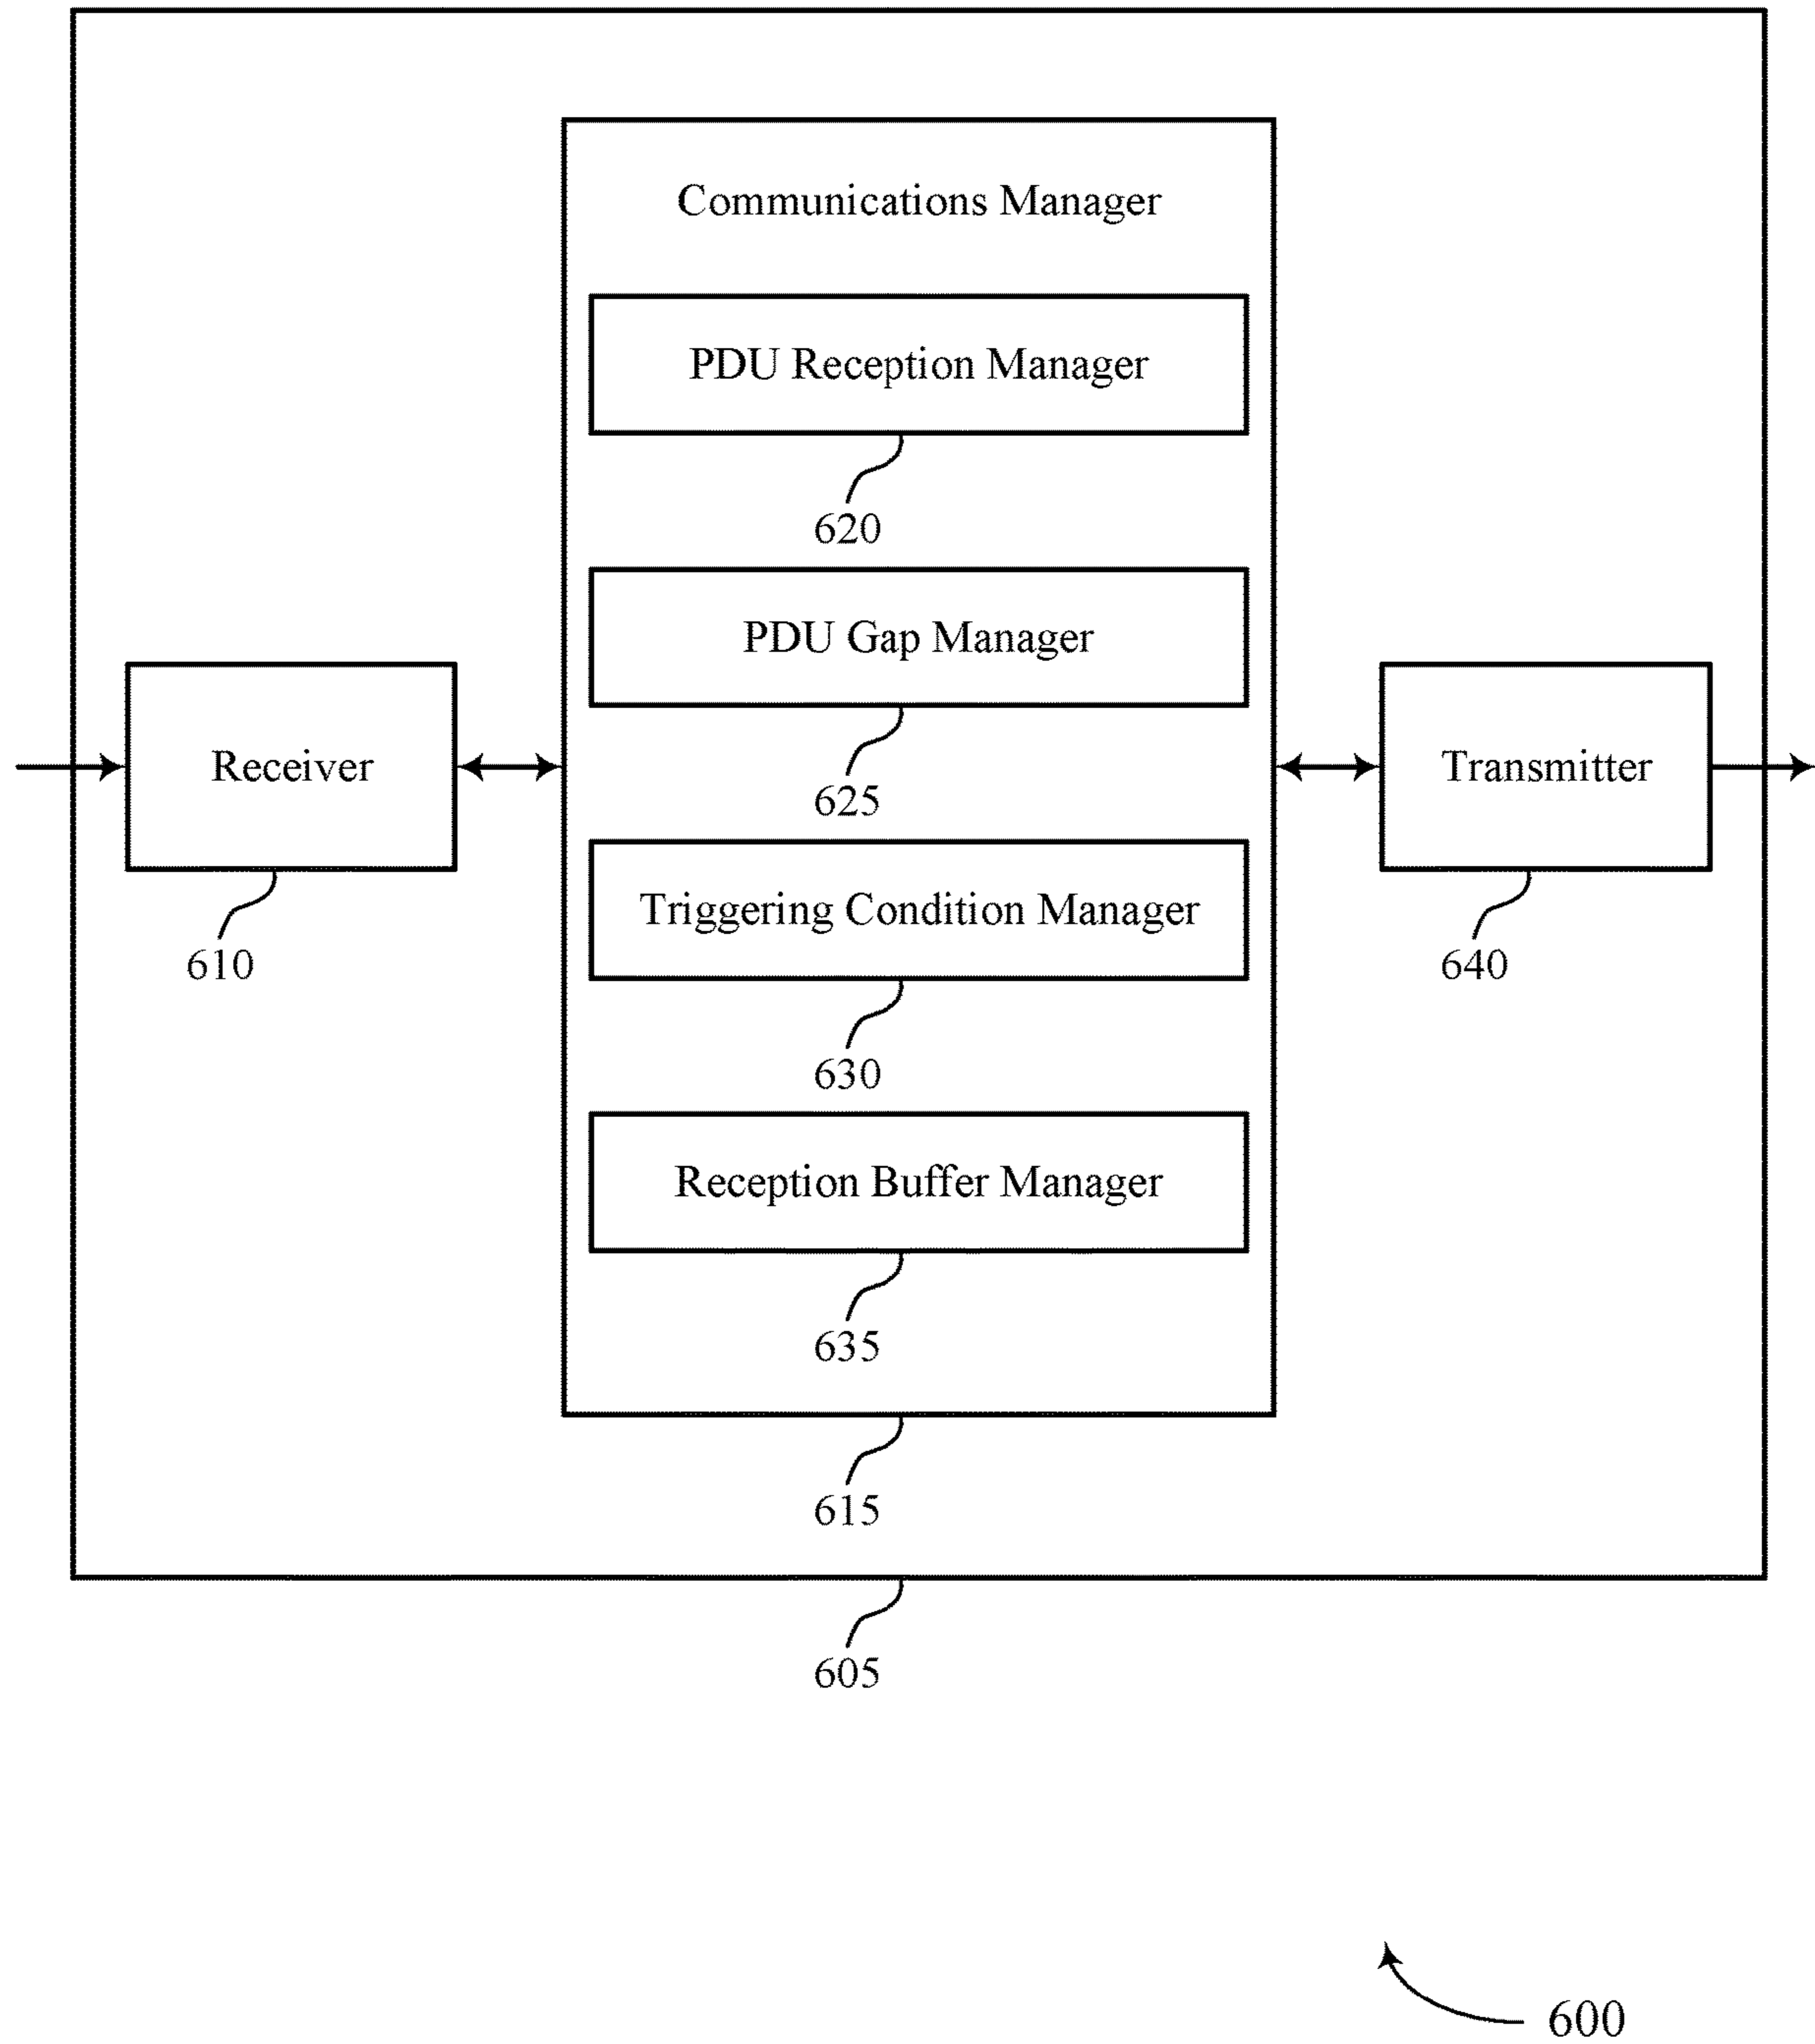 Communications Manager
PDU Reception Manager
620
PDU Gap Manager
625
Receiver
610
Transmitter
640
Triggering Condition Manager
630
Reception Buffer Manager
635
615
605
600